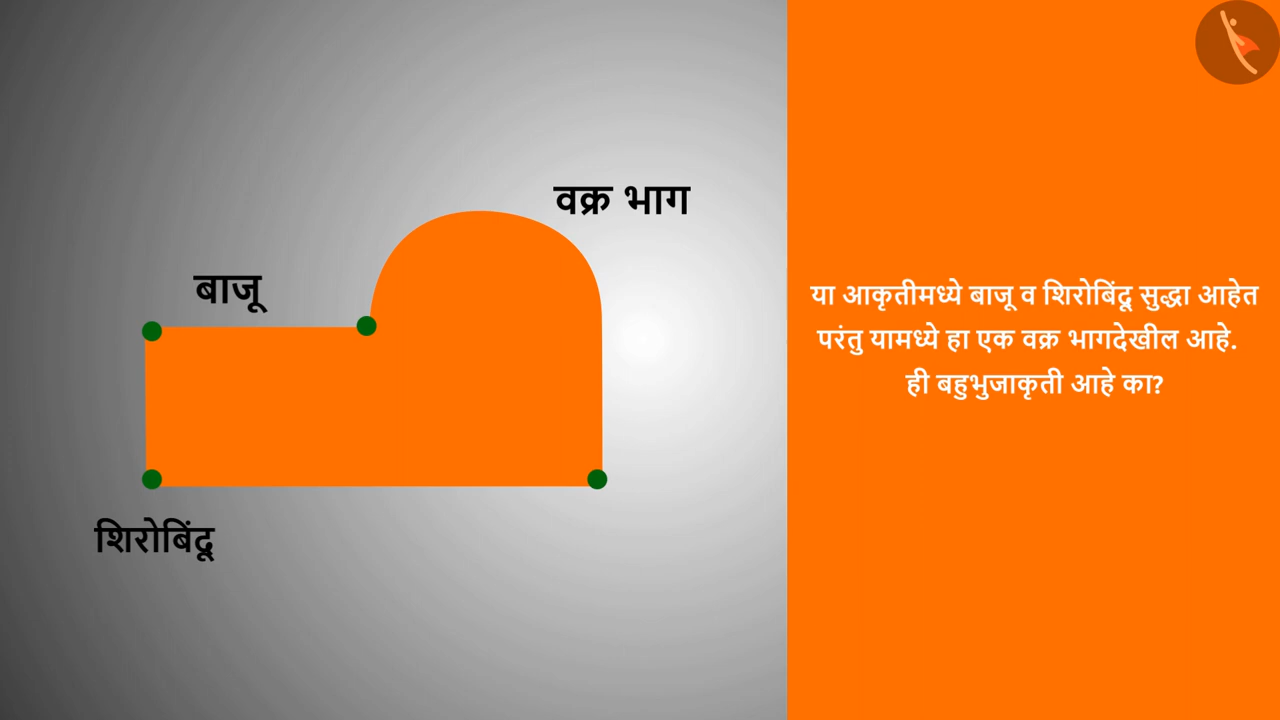 वक्र भाग
बाजू
शिरोबिंदू
या आकृतीमध्ये बाजू व शिरोबिंदू सुद्धा आहेत
परंतु यामध्ये हा एक वक्र भागदेखील आहे.
ही बहुभुजाकृती आहे का?